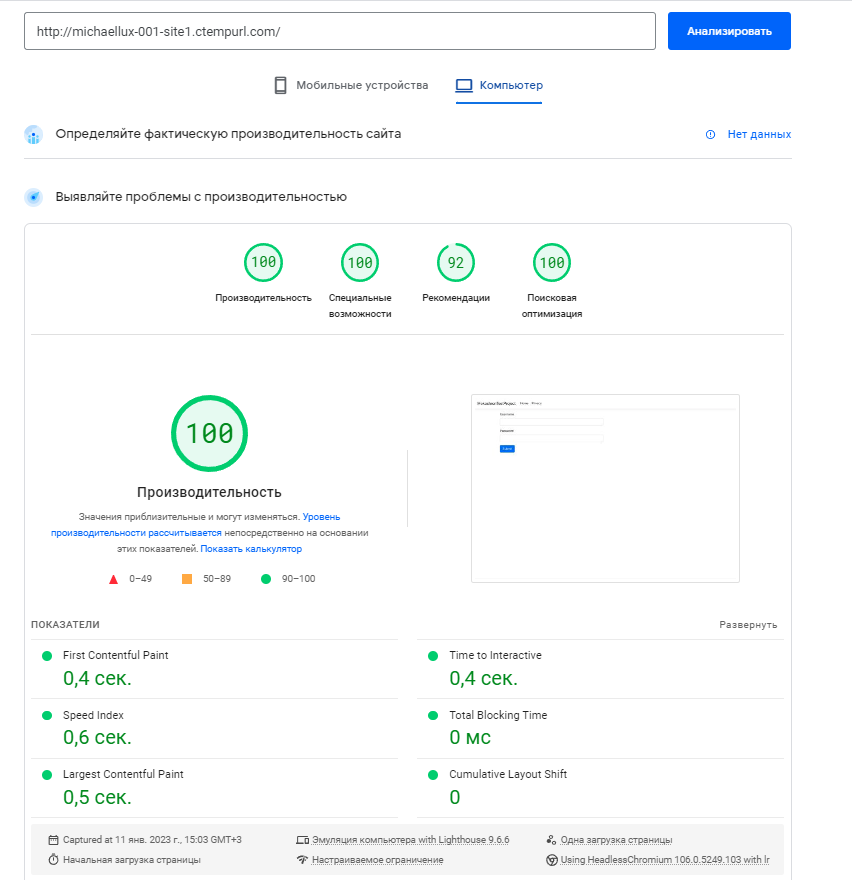 http://michaellux-001-site1.ctempurl.com/
Анализировать
Мобильные устройства
Компьютер
Определяйте фактическую производительность сайта
Нет данных
Выявляйте проблемы с производительностью
100
100
92
100
Производительность
Специальные
возможности
Рекомендации
Поисковая
оптимизация
100
Производительность
Значения приблизительные и могут изменяться. Уровень
производительности рассчитывается непосредственно на основании
этих показателей. Показать калькулятор
0–49
50–89
90–100
Home
ПОКАЗАТЕЛИ
Развернуть
First Contentful Paint
0,4 сек.
Time to Interactive
0,4 сек.
Speed Index
0,6 сек.
Total Blocking Time
0 мс
Largest Contentful Paint
0,5 сек.
Cumulative Layout Shift
0
Captured at 11 янв. 2023 г., 15:03 GMT+3
Эмуляция компьютера with Lighthouse 9.6.6
Одна загрузка страницы
Начальная загрузка страницы
Настраиваемое ограничение
Using HeadlessChromium 106.0.5249.103 with lr